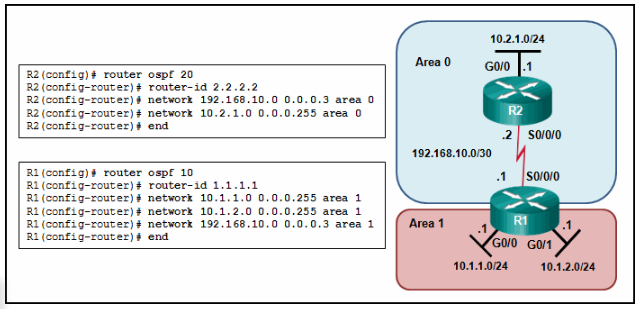 R2(config)# router ospf 20
R2(config-router)# router-id 2.2.2.2
R2(config-router)# network 192.168.10.0 0.0.0.3 area 0
R2(config-router)# network 10.2.1.0 0.0.0.255 area 0
R2(config-router)# end
R1(config)# router ospf 10
R1(config-router)# router-id 1.1.1.1
R1(config-router)# network 10.1.1.0 0.0.0.255 area 1
R1(config-router)# network 10.1.2.0 0.0.0.255 area 1
R1(config-router)# network 192.168.10.0 0.0.0.3 area 1
R1(config-router)# end
10.2.1.0/24
Area 0
G0/0 .1
R2
.2 S0/0/0
192.168.10.0/30
.1 S0/0/0
R1
Area 1
.1 G0/0 G0/1 .1
10.1.1.0/24
10.1.2.0/24